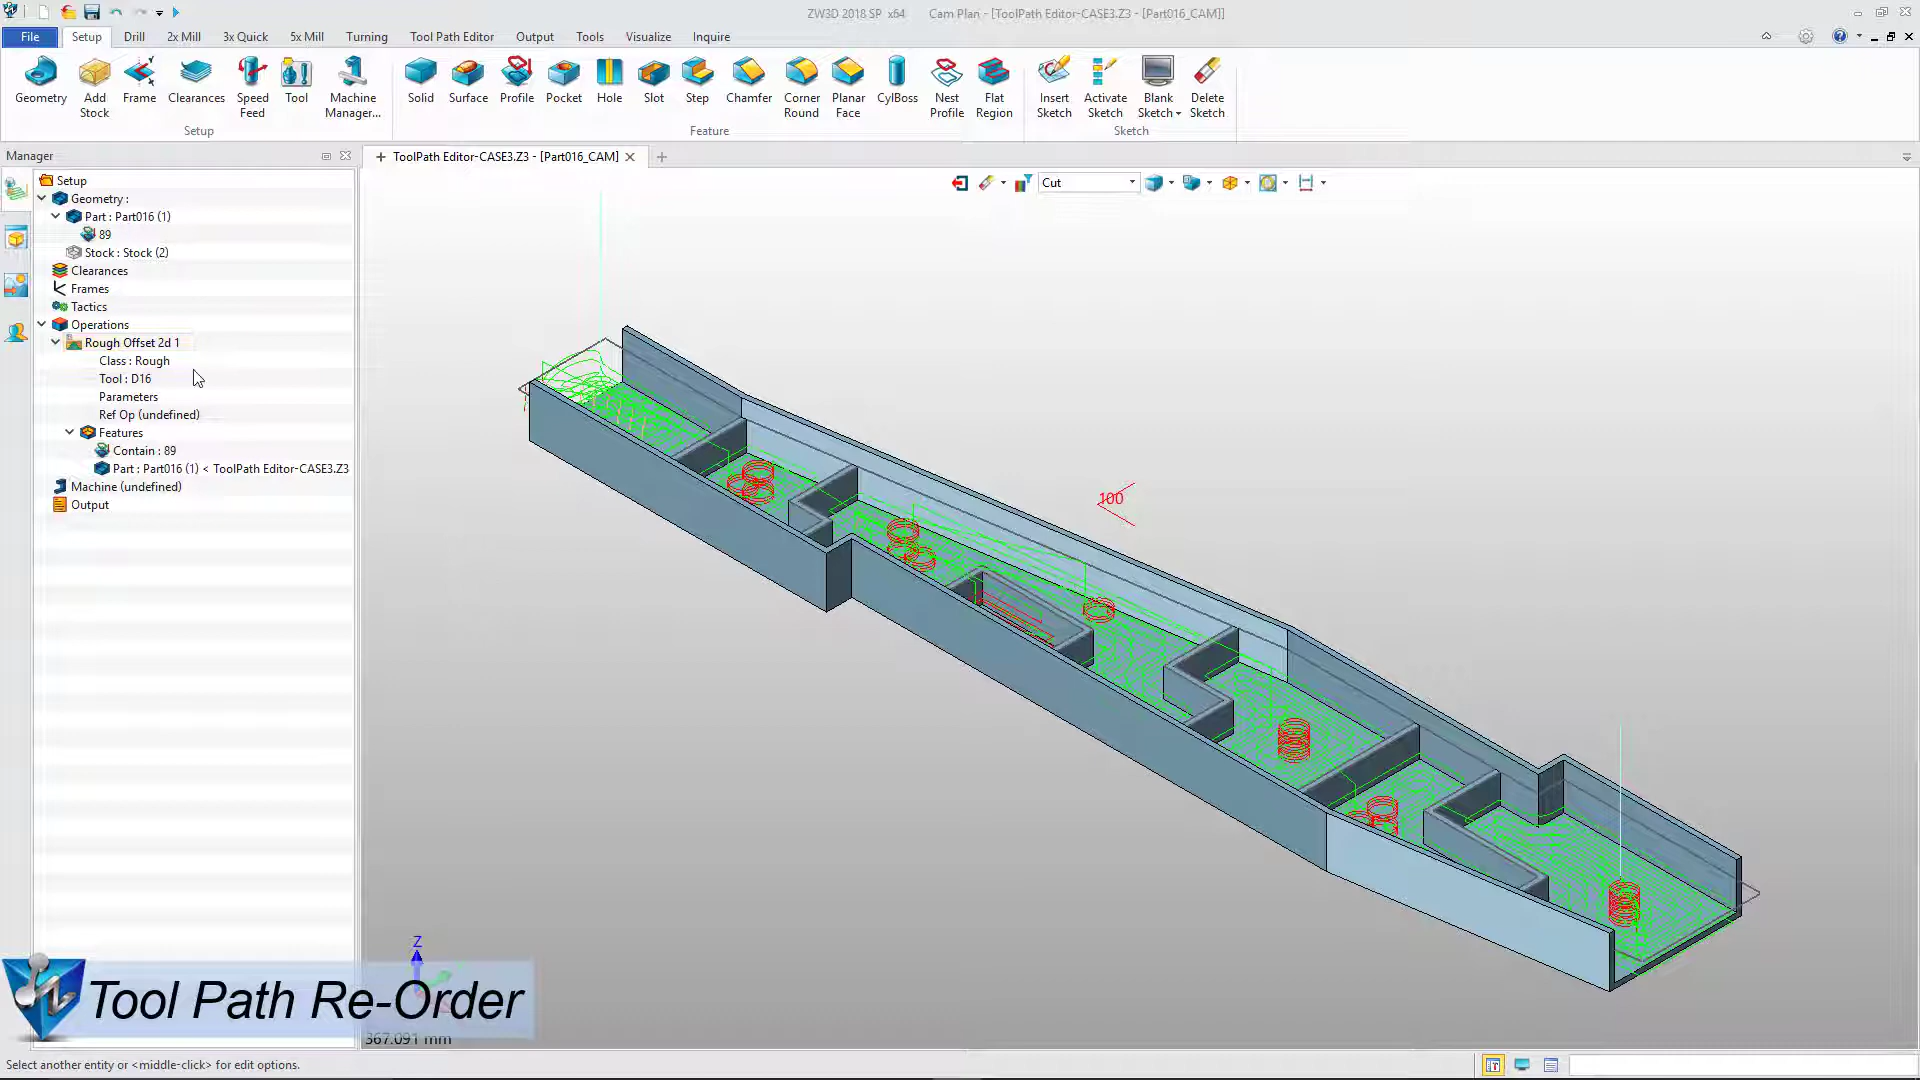 ZW3D 2018 SP x64 Cam Plan - [ToolPath Editor-CASE3.Z3 - [Part016_CAM]]
File Setup Drill 2x Mill 3x Quick 5x Mill Turning Tool Path Editor Output Tools Visualize Inquire
Geometry Add Stock Frame Clearances Speed Feed Tool Machine Manager... Solid Surface Profile Pocket Hole Slot Step Chamfer Corner Round Planar Face CylBoss Nest Profile Flat Region Insert Sketch Activate Sketch Blank Sketch Delete Sketch
Setup Feature Sketch
Manager
ToolPath Editor-CASE3.Z3 - [Part016_CAM]
Cut
Setup
Geometry :
Part : Part016 (1)
89
Stock : Stock (2)
Clearances
Frames
Tactics
Operations
Rough Offset 2d 1
Class : Rough
Tool : D16
Parameters
Ref Op (undefined)
Features
Contain : 89
Part : Part016 (1) < ToolPath Editor-CASE3.Z3
Machine (undefined)
Output
100
Z
Tool Path Re-Order
367.091 mm
Select another entity or <middle-click> for edit options.